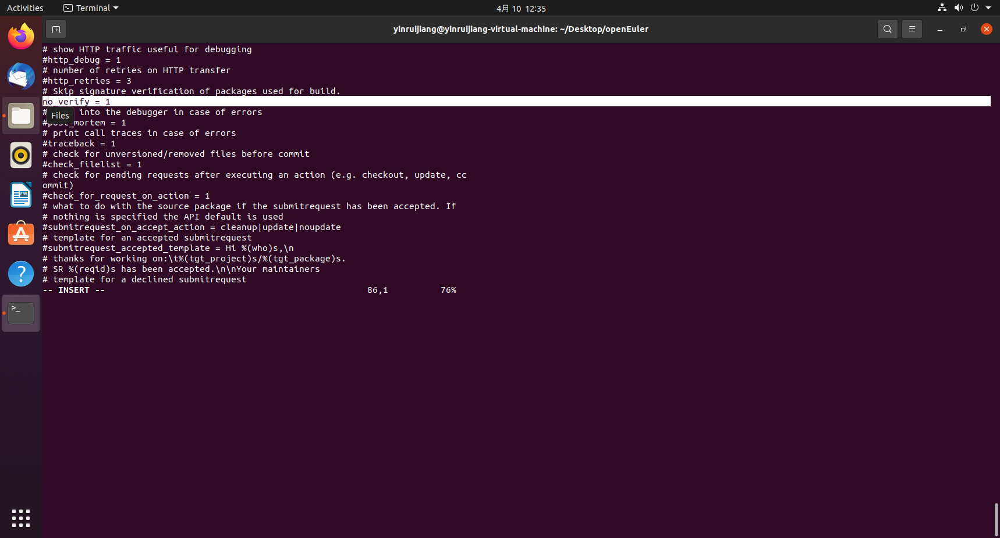 Activities Terminal 4月 10 12:35
yinruijiang@yinruijiang-virtual-machine: ~/Desktop/openEuler
# show HTTP traffic useful for debugging
#http_debug = 1
# number of retries on HTTP transfer
#http_retries = 3
# Skip signature verification of packages used for build.
no_verify = 1
# into the debugger in case of errors
Files
#post_mortem = 1
# print call traces in case of errors
#traceback = 1
# check for unversioned/removed files before commit
#check_filelist = 1
# check for pending requests after executing an action (e.g. checkout, update, cc
ommit)
#check_for_request_on_action = 1
# what to do with the source package if the submitrequest has been accepted. If
# nothing is specified the API default is used
#submitrequest_on_accept_action = cleanup|update|noupdate
# template for an accepted submitrequest
#submitrequest_accepted_template = Hi %(who)s,\n
# thanks for working on:\t%(tgt_project)s/%(tgt_package)s.
# SR %(reqid)s has been accepted.\n\nYour maintainers
# template for a declined submitrequest
-- INSERT -- 86,1 76%